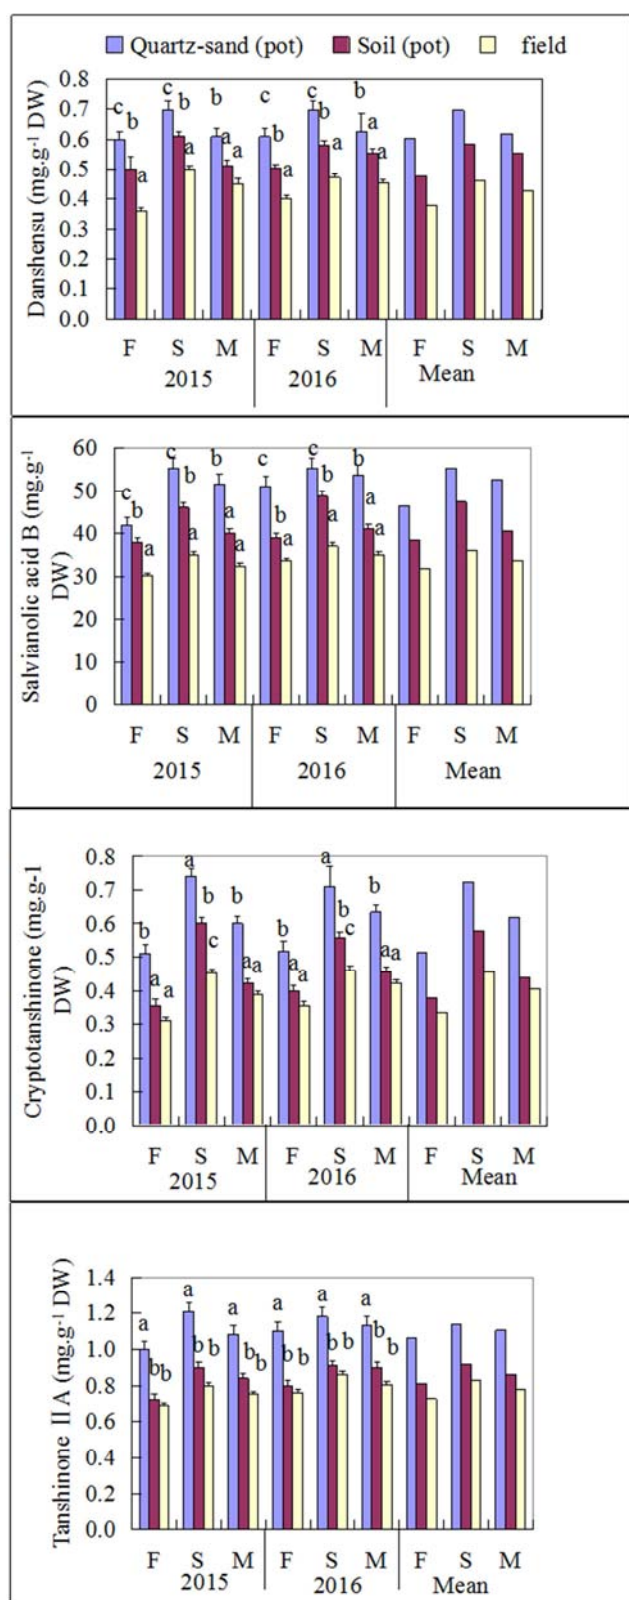 Quartz-sand (pot) Soil (pot) field
Danshensu (mg.g-1 DW)
0.8
0.7
0.6
0.5
0.4
0.3
0.2
0.1
0.0
c b a c b a b a a c b a c b a b a a
F S M F S M F S M
2015 2016 Mean
Salvianolic acid B (mg.g-1
DW)
60
50
40
30
20
10
0
c b a c b a b a a c b a c b a b a a
F S M F S M F S M
2015 2016 Mean
Cryptotanshinone (mg.g-1
DW)
0.8
0.7
0.6
0.5
0.4
0.3
0.2
0.1
0.0
b a a a b c b a a b a a a b c b a a
F S M F S M F S M
2015 2016 Mean
Tanshinone II A (mg.g-1 DW)
1.4
1.2
1.0
0.8
0.6
0.4
0.2
0.0
a b b a b b a b b a b b a b b a b b
F S M F S M F S M
2015 2016 Mean